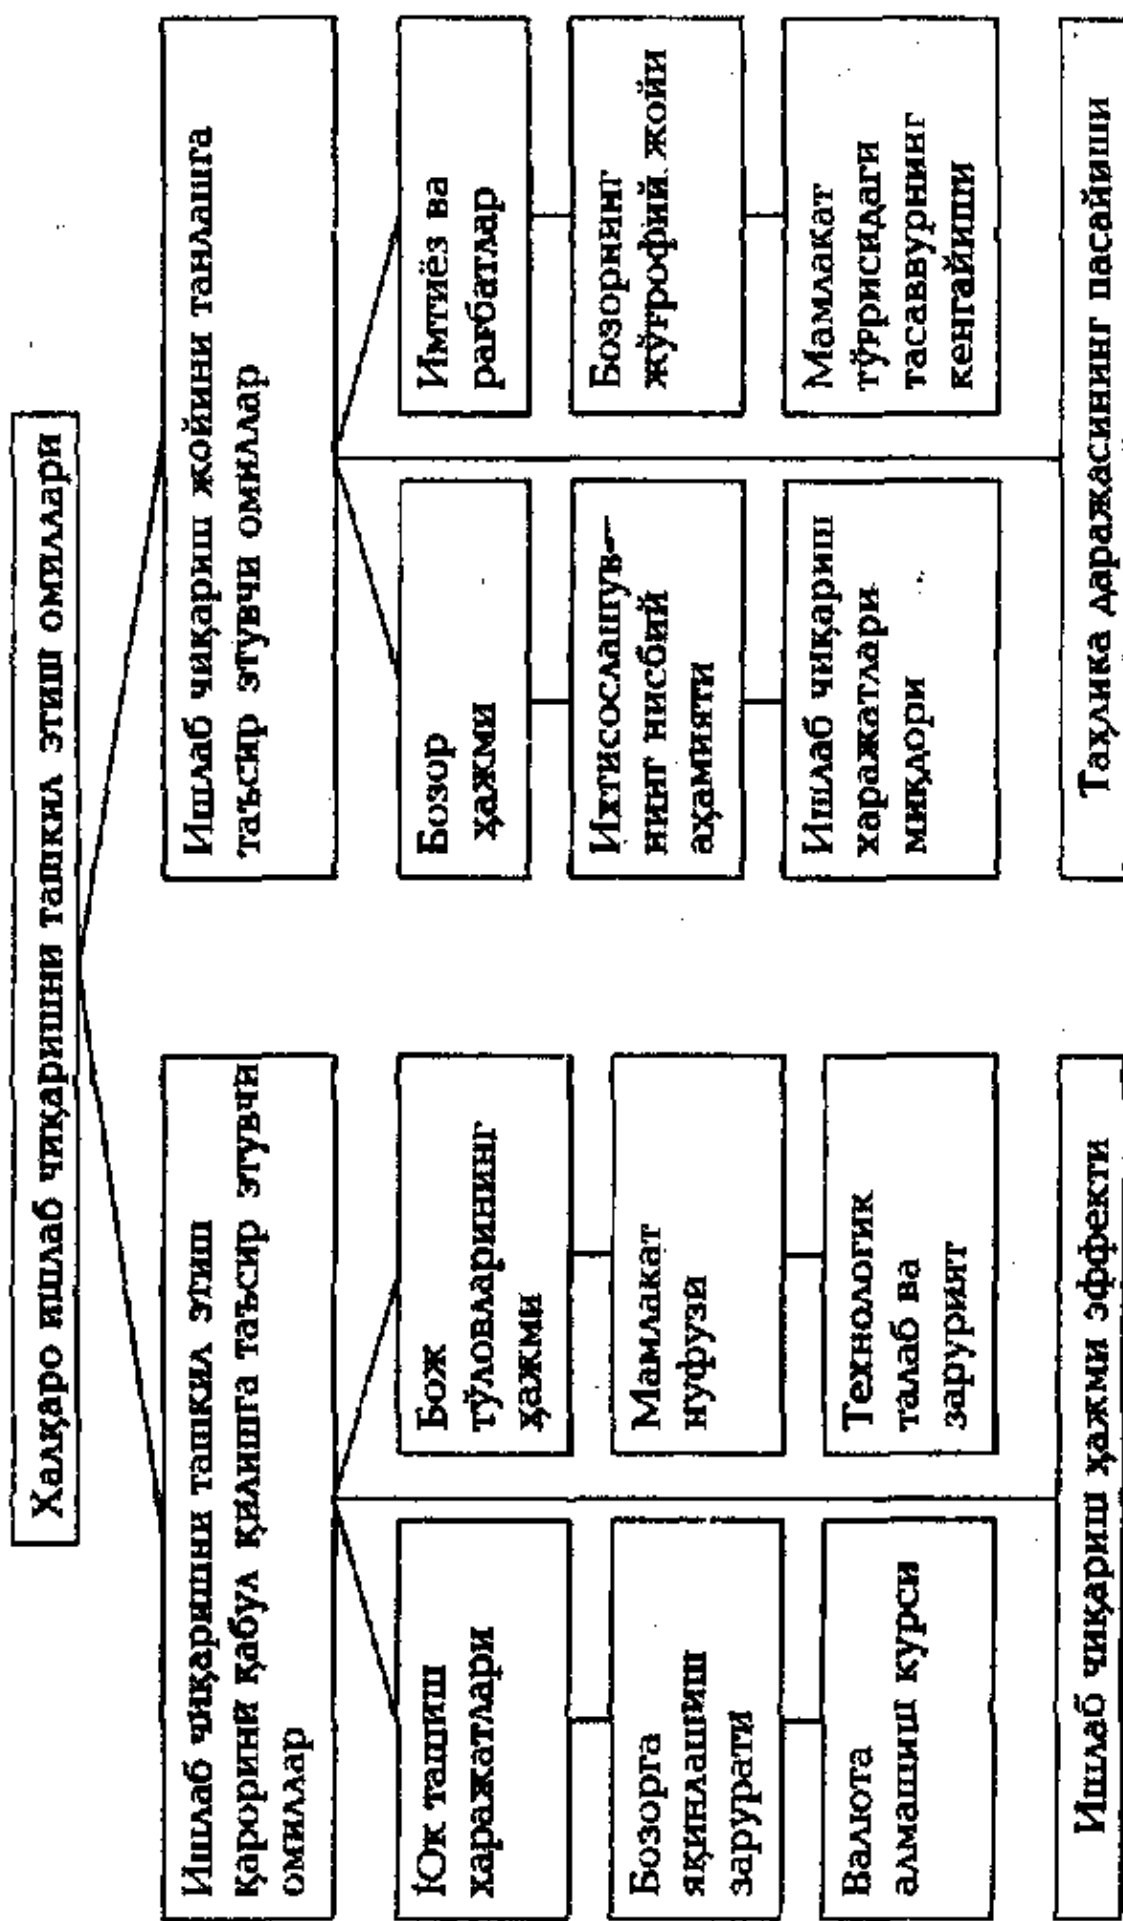 Халқаро ишлаб чиқаришни ташкил этиш омиллари
Ишлаб чиқаришни ташкил этиш
қарорини қабул қилишга таъсир этувчи
омиллар
Юк ташиш
харажатлари
Бож
тўловларининг
ҳажми
Бозорга
яқинлашиш
зарурати
Мамлакат
нуфузи
Валюта
алмашиш курси
Технологик
талаб ва
зарурият
Ишлаб чиқариш ҳажми эффекти
Ишлаб чиқариш жойини танлашга
таъсир этувчи омиллар
Бозор
ҳажми
Имтиёз ва
рағбатлар
Ихтисослашув-
нинг нисбий
аҳамияти
Бозорнинг
жўғрофий жойи
Ишлаб чиқариш
харажатлари
миқдори
Мамлакат
тўғрисидаги
тасаввурнинг
кенгайиши
Таҳлика даражасининг пасайиши